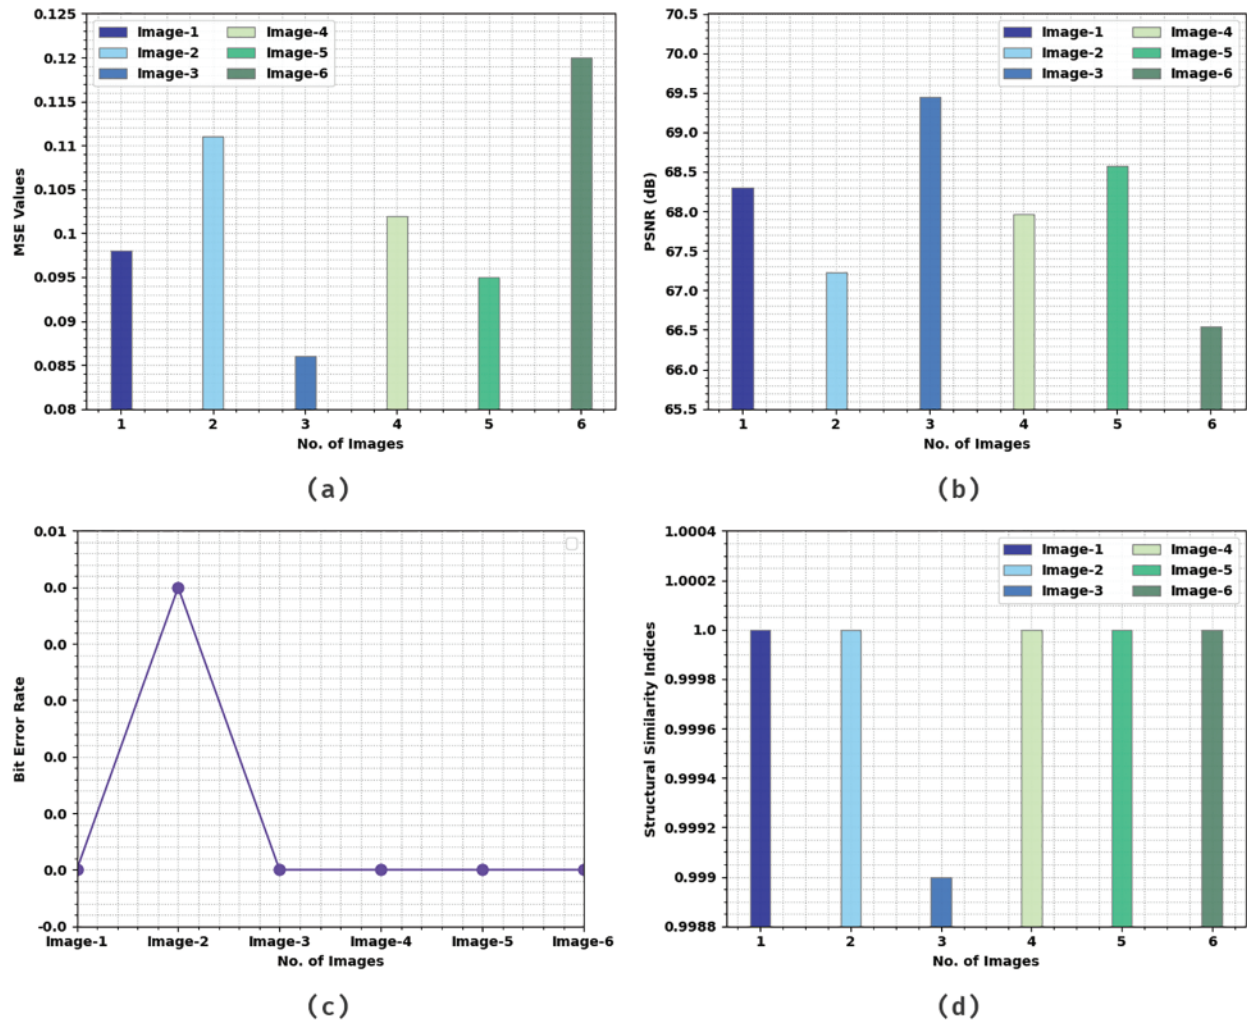 0.125
0.12
0.115
0.11
0.105
0.1
0.095
0.09
0.085
0.08
MSE Values
Image-1 Image-4
Image-2 Image-5
Image-3 Image-6
1 2 3 4 5 6
No. of Images
(a)
70.5
70.0
69.5
69.0
68.5
68.0
67.5
67.0
66.5
66.0
65.5
PSNR (dB)
Image-1 Image-4
Image-2 Image-5
Image-3 Image-6
1 2 3 4 5 6
No. of Images
(b)
0.01
0.0
0.0
0.0
0.0
0.0
0.0
-0.0
Bit Error Rate
Image-1 Image-2 Image-3 Image-4 Image-5 Image-6
No. of Images
(c)
1.0004
1.0002
1.0
0.9998
0.9996
0.9994
0.9992
0.999
0.9988
Structural Similarity Indices
Image-1 Image-4
Image-2 Image-5
Image-3 Image-6
1 2 3 4 5 6
No. of Images
(d)